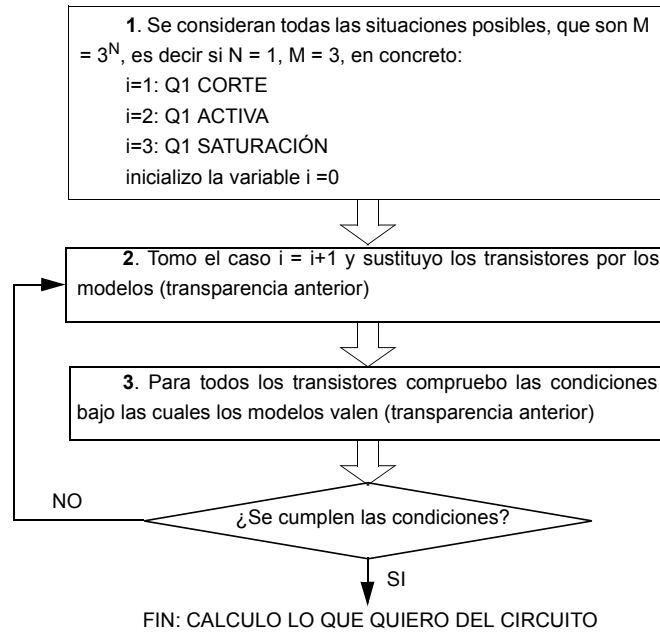 1. Se consideran todas las situaciones posibles, que son M
= 3^N, es decir si N = 1, M = 3, en concreto:
i=1: Q1 CORTE
i=2: Q1 ACTIVA
i=3: Q1 SATURACIÓN
inicializo la variable i =0
2. Tomo el caso i = i+1 y sustituyo los transistores por los
modelos (transparencia anterior)
3. Para todos los transistores compruebo las condiciones
bajo las cuales los modelos valen (transparencia anterior)
NO
¿Se cumplen las condiciones?
SI
FIN: CALCULO LO QUE QUIERO DEL CIRCUITO